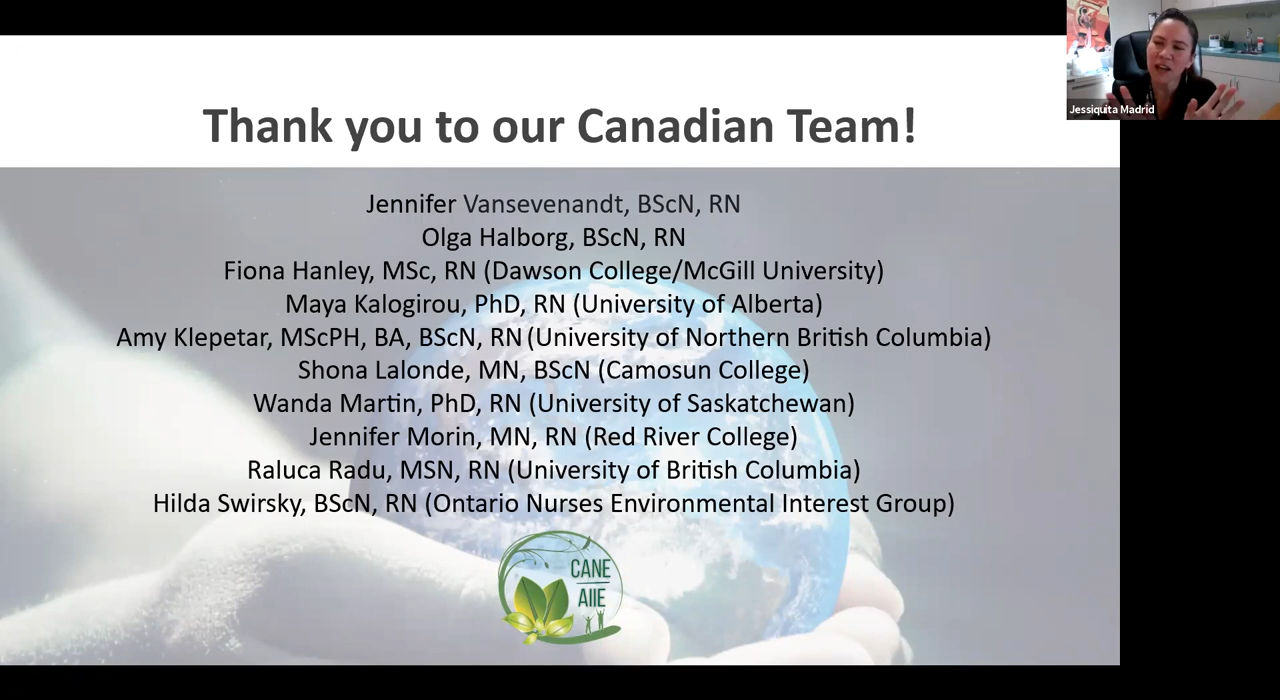 Jessiquita Madrid
Thank you to our Canadian Team!
Jennifer Vansevenandt, BScN, RN
Olga Halborg, BScN, RN
Fiona Hanley, MSc, RN (Dawson College/McGill University)
Maya Kalogirou, PhD, RN (University of Alberta)
Amy Klepetar, MScPH, BA, BScN, RN (University of Northern British Columbia)
Shona Lalonde, MN, BScN (Camosun College)
Wanda Martin, PhD, RN (University of Saskatchewan)
Jennifer Morin, MN, RN (Red River College)
Raluca Radu, MSN, RN (University of British Columbia)
Hilda Swirsky, BScN, RN (Ontario Nurses Environmental Interest Group)
CANE
AIIE